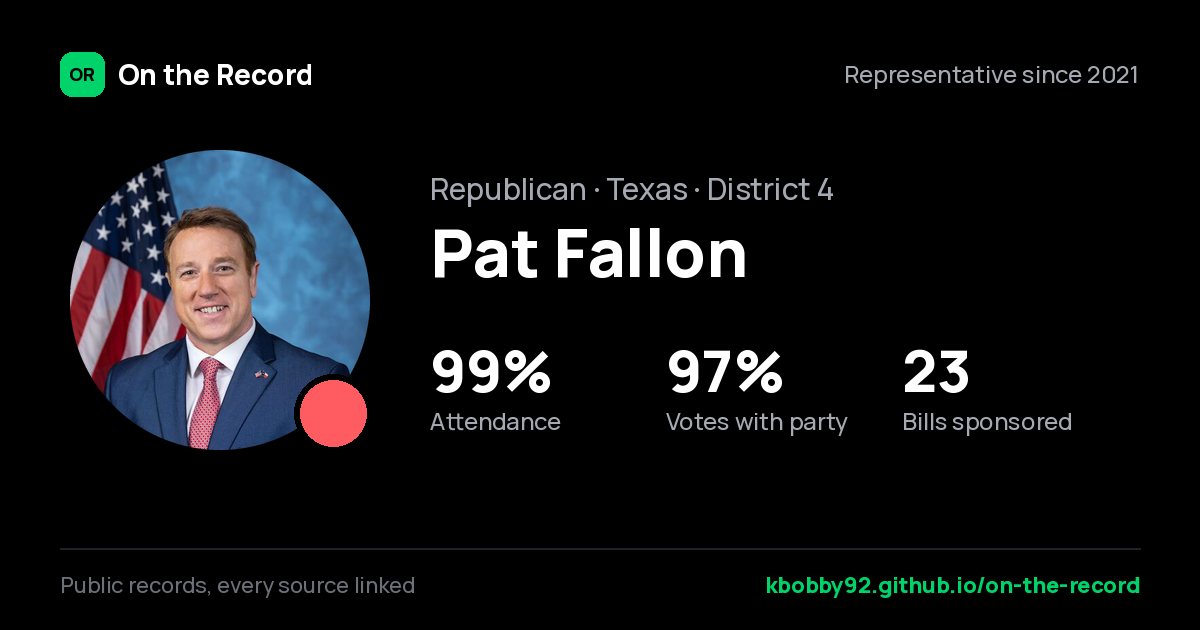 OR On the Record
Representative since 2021
Republican · Texas · District 4
Pat Fallon
99% 97% 23
Attendance Votes with party Bills sponsored
Public records, every source linked
kbobby92.github.io/on-the-record